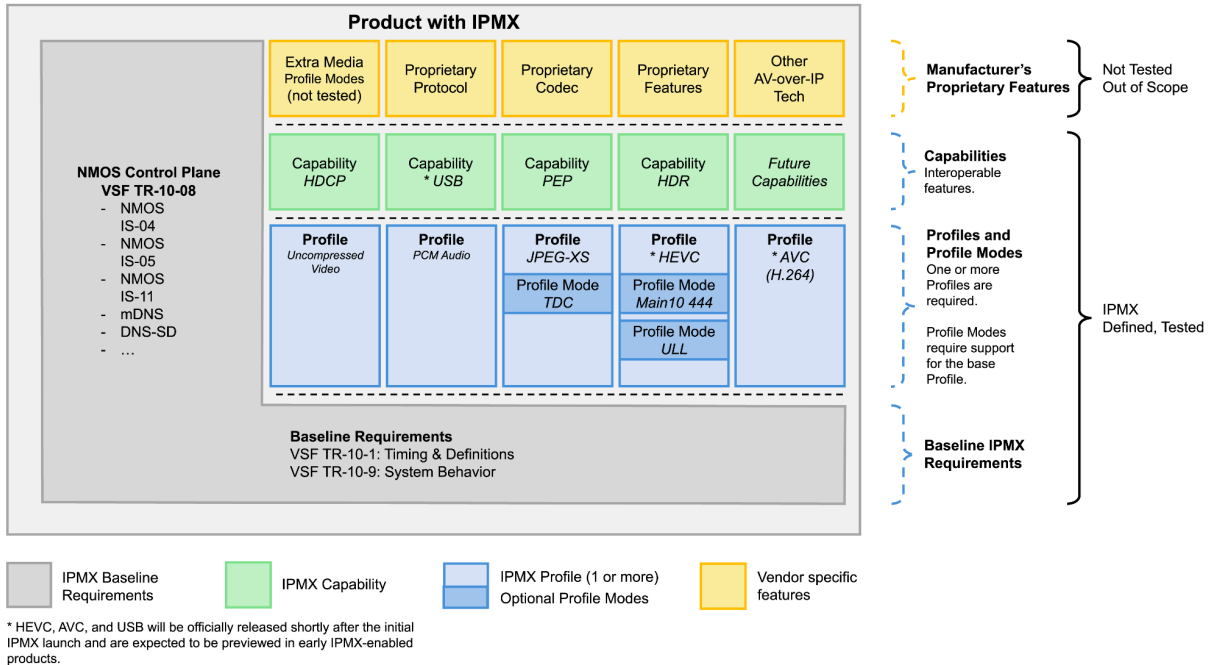 Product with IPMX
NMOS Control Plane
VSF TR-10-08
- NMOS
IS-04
- NMOS
IS-05
- NMOS
IS-11
- mDNS
- DNS-SD
- …
Extra Media
Profile Modes
(not tested)
Proprietary
Protocol
Proprietary
Codec
Proprietary
Features
Other
AV-over-IP
Tech
Capability
HDCP
Capability
* USB
Capability
PEP
Capability
HDR
Future
Capabilities
Profile
Uncompressed
Video
Profile
PCM Audio
Profile
JPEG-XS
Profile Mode
TDC
Profile
* HEVC
Profile Mode
Main10 444
Profile Mode
ULL
Profile
* AVC
(H.264)
Baseline Requirements
VSF TR-10-1: Timing & Definitions
VSF TR-10-9: System Behavior
Manufacturer’s
Proprietary Features
Not Tested
Out of Scope
Capabilities
Interoperable
features.
Profiles and
Profile Modes
One or more
Profiles are
required.
Profile Modes
require support
for the base
Profile.
Baseline IPMX
Requirements
IPMX
Defined, Tested
IPMX Baseline
Requirements
IPMX Capability
IPMX Profile (1 or more)
Optional Profile Modes
Vendor specific
features
* HEVC, AVC, and USB will be officially released shortly after the initial
IPMX launch and are expected to be previewed in early IPMX-enabled
products.